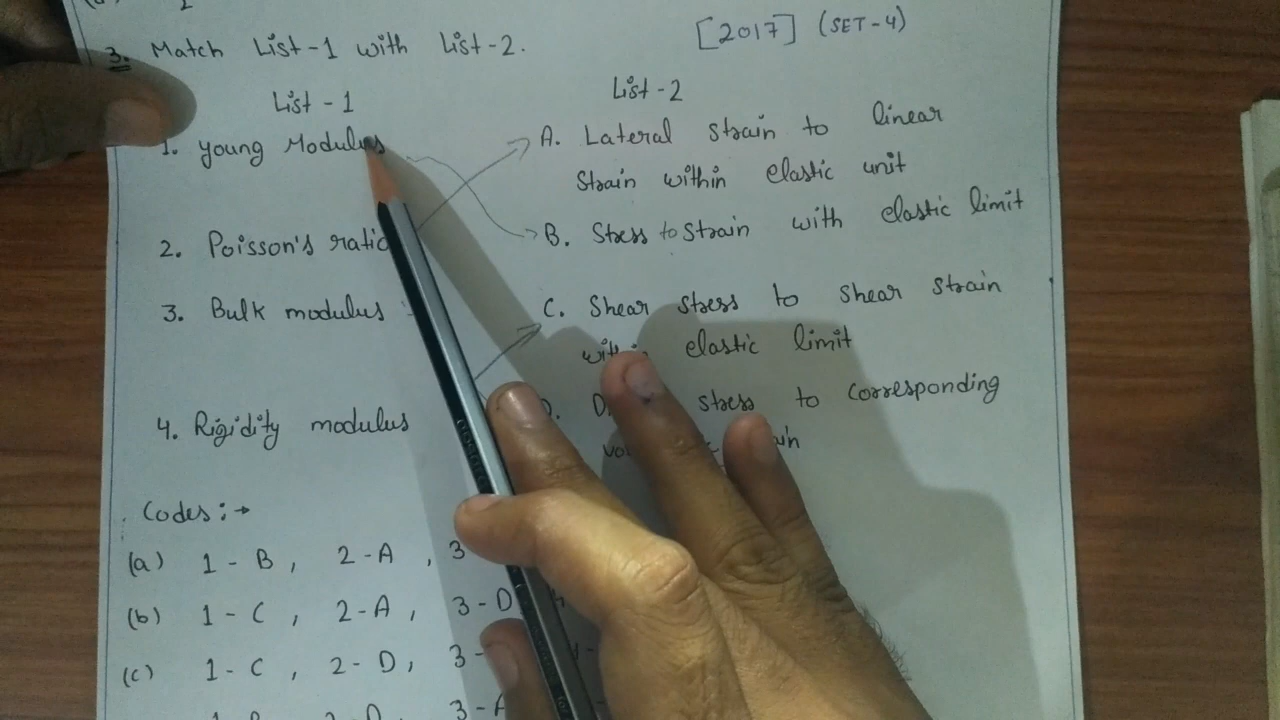 3. Match List-1 with List-2. [2017] (SET-4)
List - 1
List - 2
1. young Modulus
A. Lateral strain to linear
strain within elastic unit
2. Poisson's ratio
B. Stress to strain with elastic limit
3. Bulk modulus
C. Shear stress to shear strain
elastic limit
4. Rigidity modulus
stress to corresponding
Codes:→
(a) 1 - B, 2 - A, 3
(b) 1 - C, 2 - A, 3 - D
(c) 1 - C, 2 - D, 3 -
3 - A